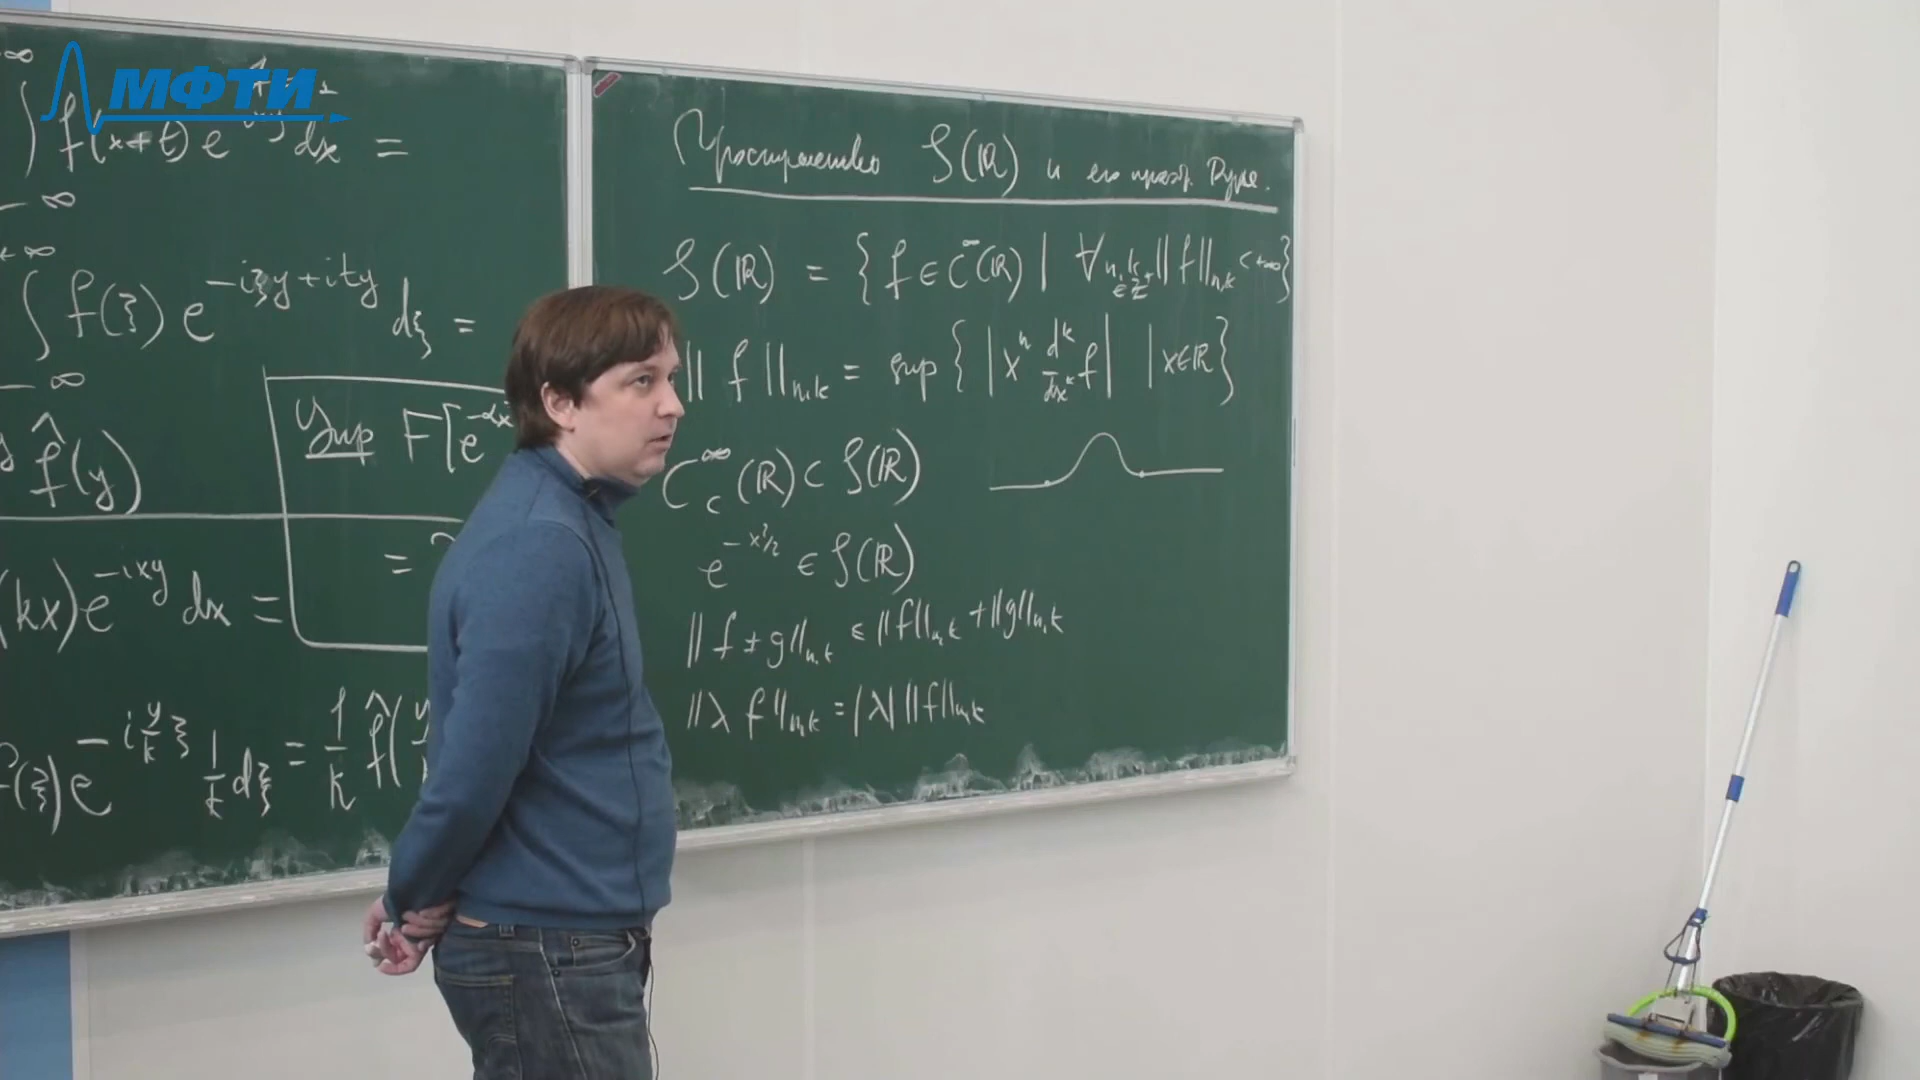 МФТИ
+∞
∫ f(x+t) e dx =
-∞
+∞
∫ f(ξ) e^{-iξy+ity} dξ =
-∞
f̂(y)
Упр F[e^{-αx
= ?
(kx) e^{-ixy} dx =
(ξ) e^{-i y/k ξ} 1/k dξ = 1/k f̂(y/k
Пространство S(ℝ) и его преобр. Фурье.
S(ℝ) = { f ∈ C^∞(ℝ) | ∀ n,k ∈ ℤ+ ‖f‖_{n,k} < +∞ }
‖f‖_{n,k} = sup { | x^n d^k/dx^k f | | x∈ℝ }
C_c^∞(ℝ) ⊂ S(ℝ)
e^{-x²/2} ∈ S(ℝ)
‖f ± g‖_{n,k} ≤ ‖f‖_{n,k} + ‖g‖_{n,k}
‖λ f‖_{n,k} = |λ| ‖f‖_{n,k}